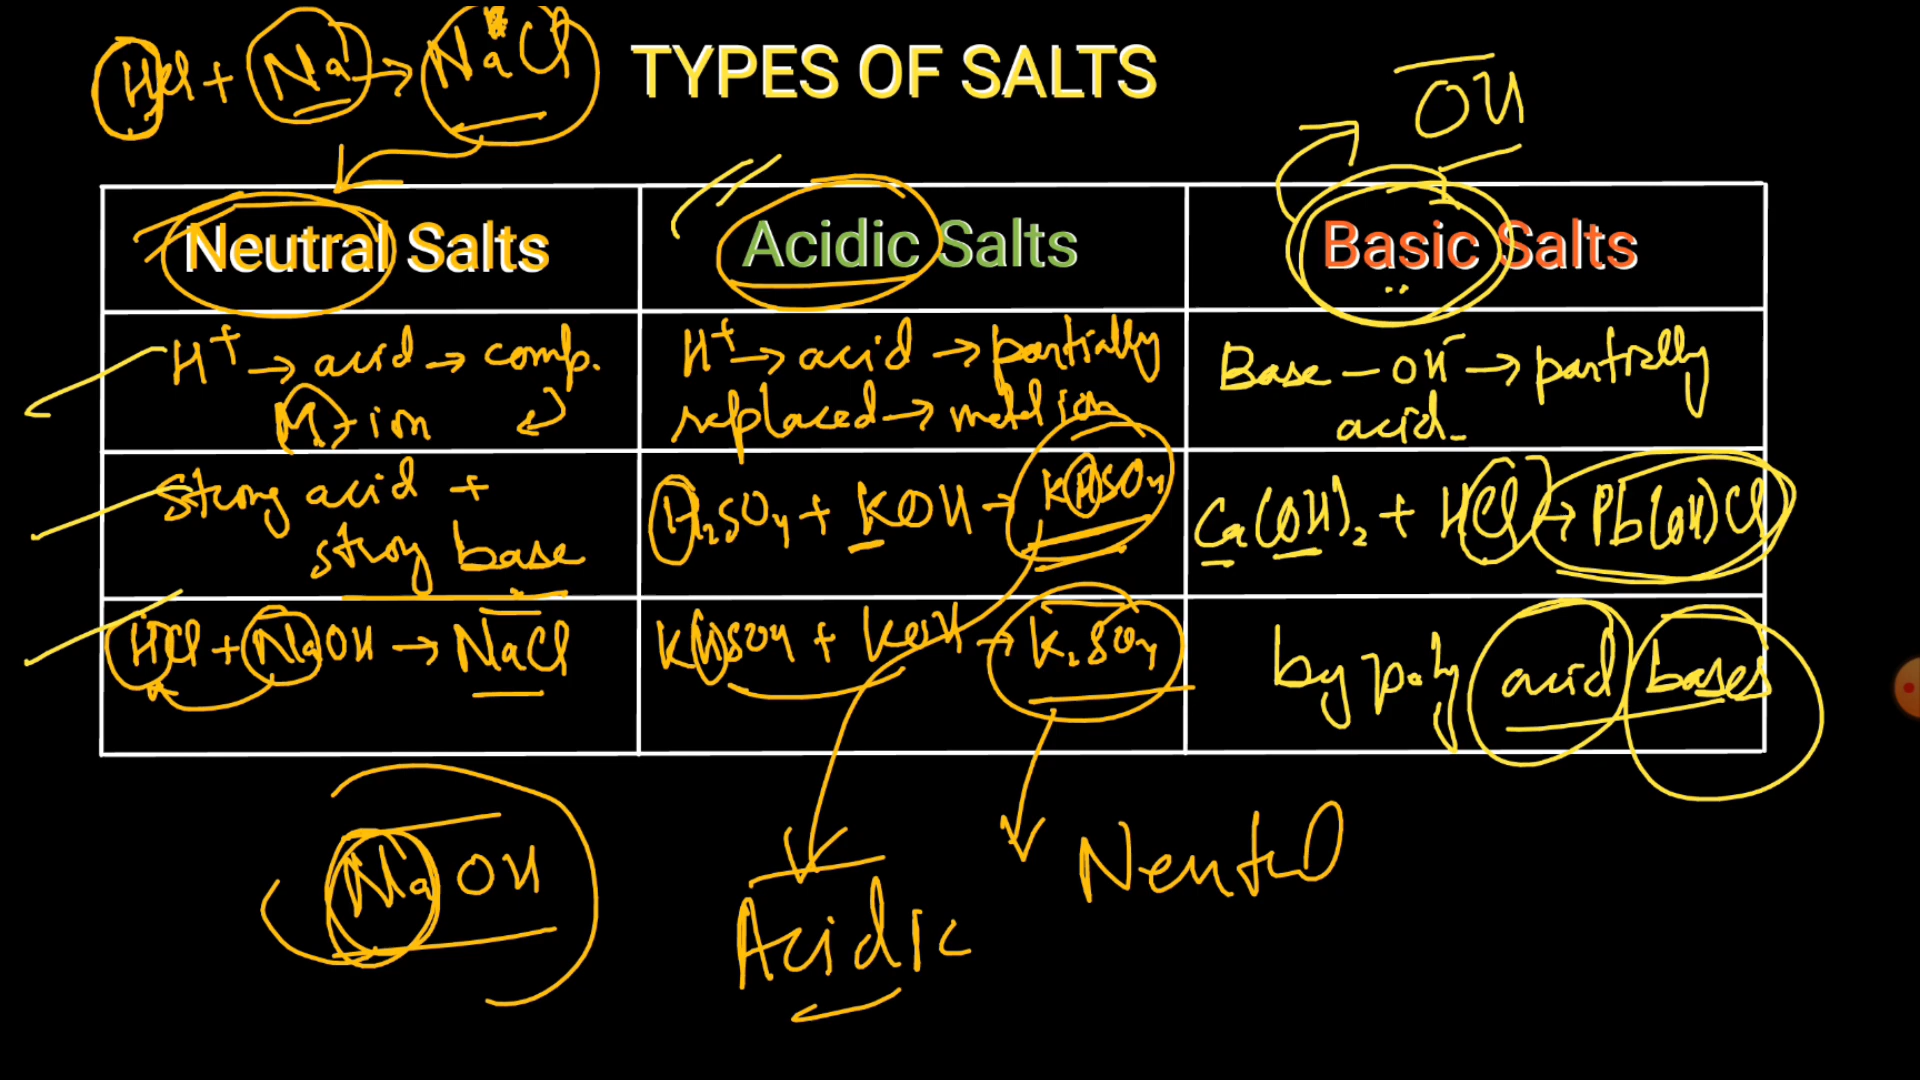 HCl + Na → NaCl
TYPES OF SALTS
OH
Neutral Salts
Acidic Salts
Basic Salts
H+ → acid → comp.
M+ ion
H+ → acid → partially
replaced → metal ion
Base - OH- → partially
acid.
Strong acid +
strong base
H2SO4 + KOH → KHSO4
Ca(OH)2 + HCl → Pb(OH)Cl
HCl + NaOH → NaCl
KHSO4 + KOH → K2SO4
by poly acid bases
NaOH
Acidic
Neutral